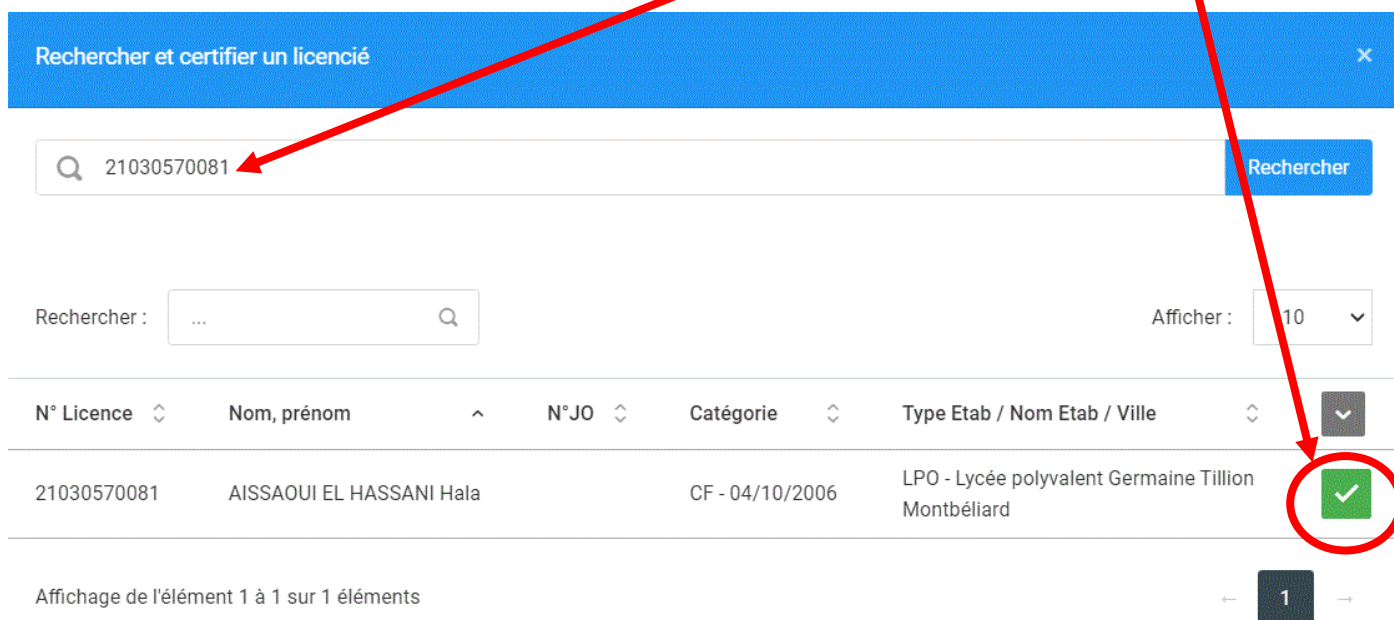 Rechercher et certifier un licencié ×
21030570081 Rechercher
Rechercher : ... Afficher : 10
N° Licence Nom, prénom N°JO Catégorie Type Etab / Nom Etab / Ville
21030570081 AISSAOUI EL HASSANI Hala CF - 04/10/2006 LPO - Lycée polyvalent Germaine Tillion
Montbéliard
Affichage de l'élément 1 à 1 sur 1 éléments ← 1 →